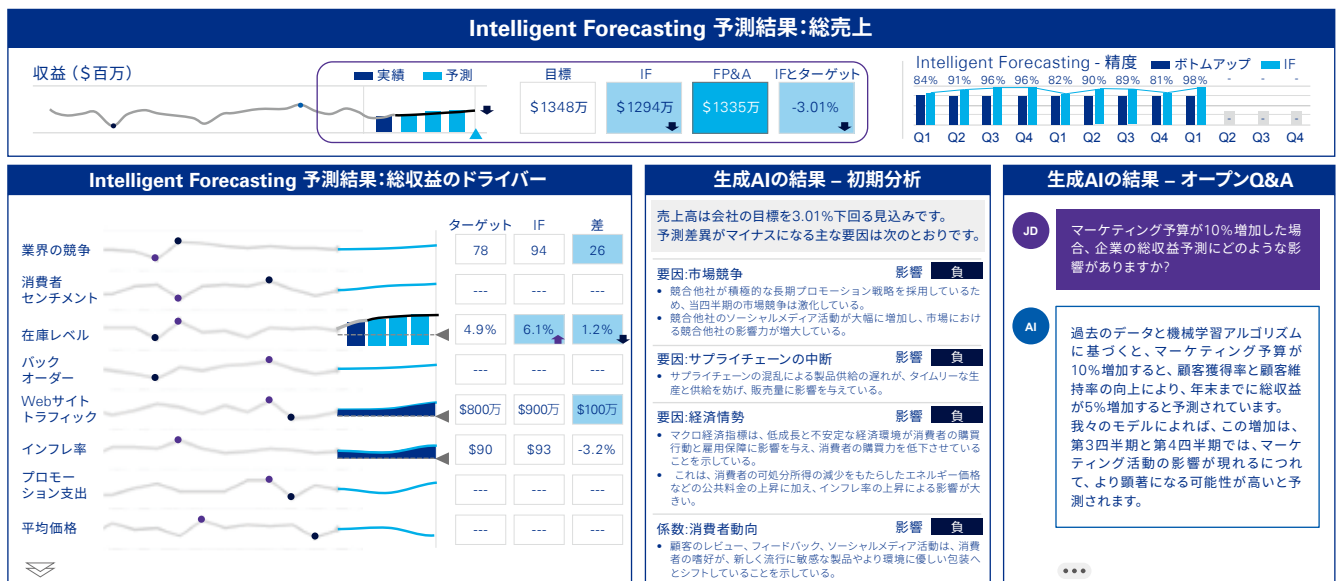 Intelligent Forecasting 予測結果：総売上
収益（＄百万）
実績 予測
目標 IF FP&A IFとターゲット
$1348万 $1294万 $1335万 -3.01%
Intelligent Forecasting - 精度 ボトムアップ IF
84% 91% 96% 96% 82% 90% 89% 81% 98% - - -
- - -
Q1 Q2 Q3 Q4 Q1 Q2 Q3 Q4 Q1 Q2 Q3 Q4
Intelligent Forecasting 予測結果：総収益のドライバー
ターゲット IF 差
業界の競争 78 94 26
消費者
センチメント --- --- ---
在庫レベル 4.9% 6.1% 1.2%
バック
オーダー --- --- ---
Webサイト
トラフィック $800万 $900万 $100万
インフレ率 $90 $93 -3.2%
プロモー
ション支出 --- --- ---
平均価格 --- --- ---
生成AIの結果 – 初期分析
売上高は会社の目標を3.01%下回る見込みです。
予測差異がマイナスになる主な要因は次のとおりです。
要因:市場競争 影響 負
• 競合他社が積極的な長期プロモーション戦略を採用しているた
め、当四半期の市場競争は激化している。
• 競合他社のソーシャルメディア活動が大幅に増加し、市場におけ
る競合他社の影響力が増大している。
要因:サプライチェーンの中断 影響 負
• サプライチェーンの混乱による製品供給の遅れが、タイムリーな生
産と供給を妨げ、販売量に影響を与えている。
要因:経済情勢 影響 負
• マクロ経済指標は、低成長と不安定な経済環境が消費者の購買
行動と雇用保障に影響を与え、消費者の購買力を低下させている
ことを示している。
• これは、消費者の可処分所得の減少をもたらしたエネルギー価格
などの公共料金の上昇に加え、インフレ率の上昇による影響が大
きい。
係数:消費者動向 影響 負
• 顧客のレビュー、フィードバック、ソーシャルメディア活動は、消費
者の嗜好が、新しく流行に敏感な製品やより環境に優しい包装へ
とシフトしていることを示している。
生成AIの結果 – オープンQ&A
JD
マーケティング予算が10%増加した場
合、企業の総収益予測にどのような影
響がありますか?
AI
過去のデータと機械学習アルゴリズム
に基づくと、マーケティング予算が
10%増加すると、顧客獲得率と顧客維
持率の向上により、年末までに総収益
が5%増加すると予測されています。
我々のモデルによれば、この増加は、
第3四半期と第4四半期では、マーケ
ティング活動の影響が現れるにつれ
て、より顕著になる可能性が高いと予
測されます。